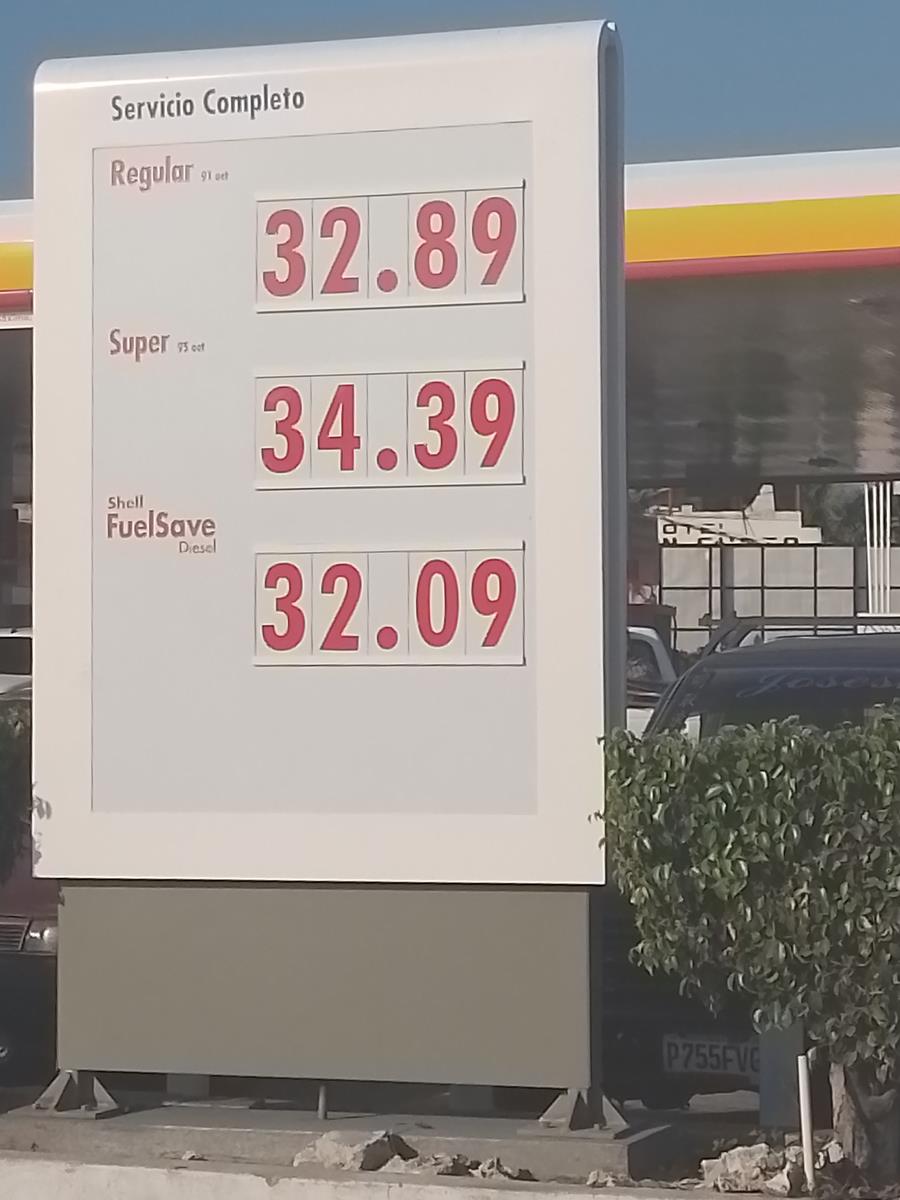 Servicio Completo
Regular 91 oct
32.89
Super 95 oct
34.39
Shell
FuelSave
Diesel
32.09
P755FVG